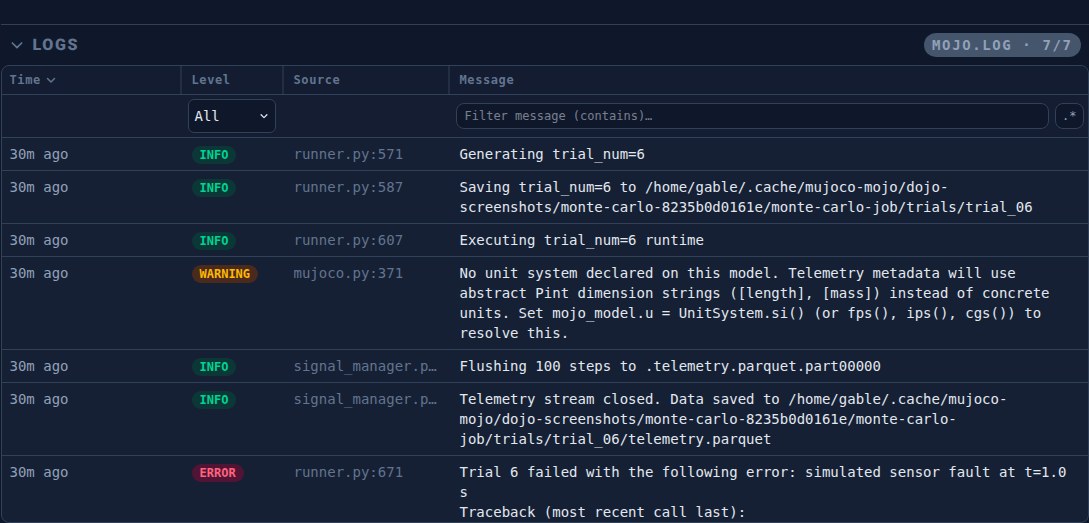 LOGS
MOJO.LOG · 7/7
Time Level Source Message
All Filter message (contains)… .*
30m ago INFO runner.py:571 Generating trial_num=6
30m ago INFO runner.py:587 Saving trial_num=6 to /home/gable/.cache/mujoco-mojo/dojo-
screenshots/monte-carlo-8235b0d0161e/monte-carlo-job/trials/trial_06
30m ago INFO runner.py:607 Executing trial_num=6 runtime
30m ago WARNING mujoco.py:371 No unit system declared on this model. Telemetry metadata will use
abstract Pint dimension strings ([length], [mass]) instead of concrete
units. Set mojo_model.u = UnitSystem.si() (or fps(), ips(), cgs()) to
resolve this.
30m ago INFO signal_manager.p… Flushing 100 steps to .telemetry.parquet.part00000
30m ago INFO signal_manager.p… Telemetry stream closed. Data saved to /home/gable/.cache/mujoco-
mojo/dojo-screenshots/monte-carlo-8235b0d0161e/monte-carlo-
job/trials/trial_06/telemetry.parquet
30m ago ERROR runner.py:671 Trial 6 failed with the following error: simulated sensor fault at t=1.0
s
Traceback (most recent call last):